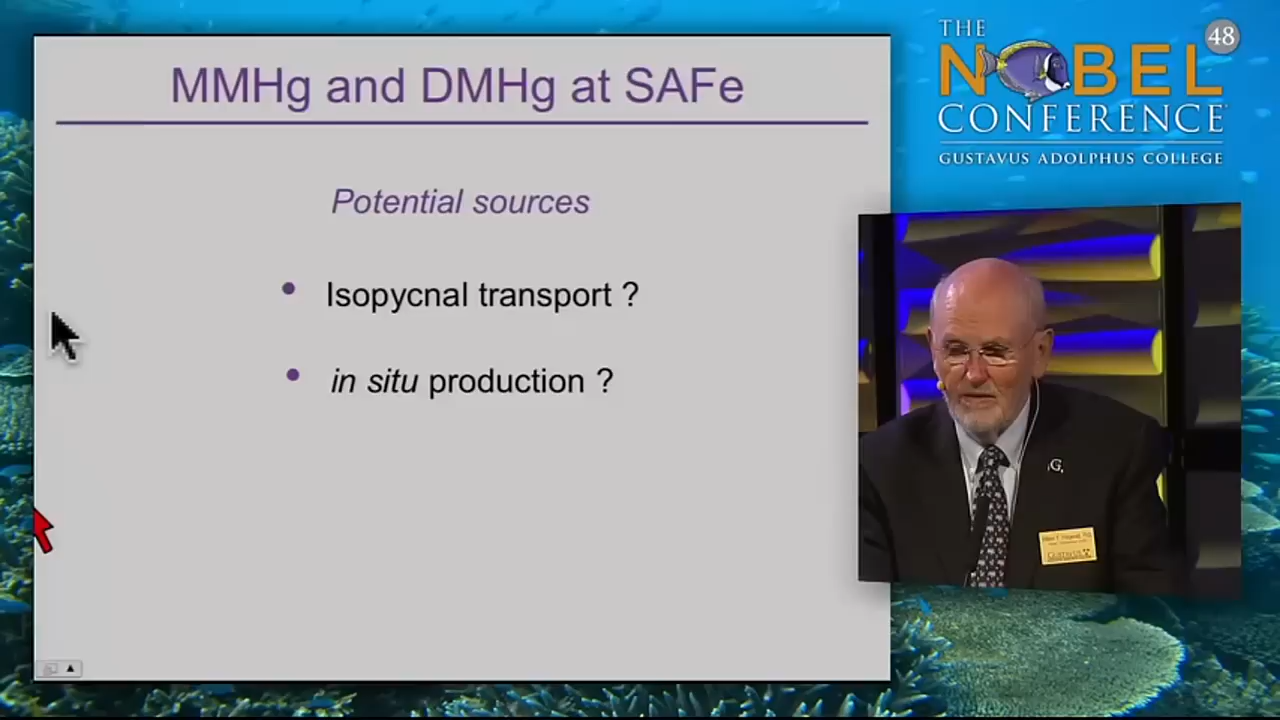 MMHg and DMHg at SAFe
Potential sources
• Isopycnal transport ?
• in situ production ?
THE
NOBEL
CONFERENCE
GUSTAVUS ADOLPHUS COLLEGE
48
G,
GUSTAVUS